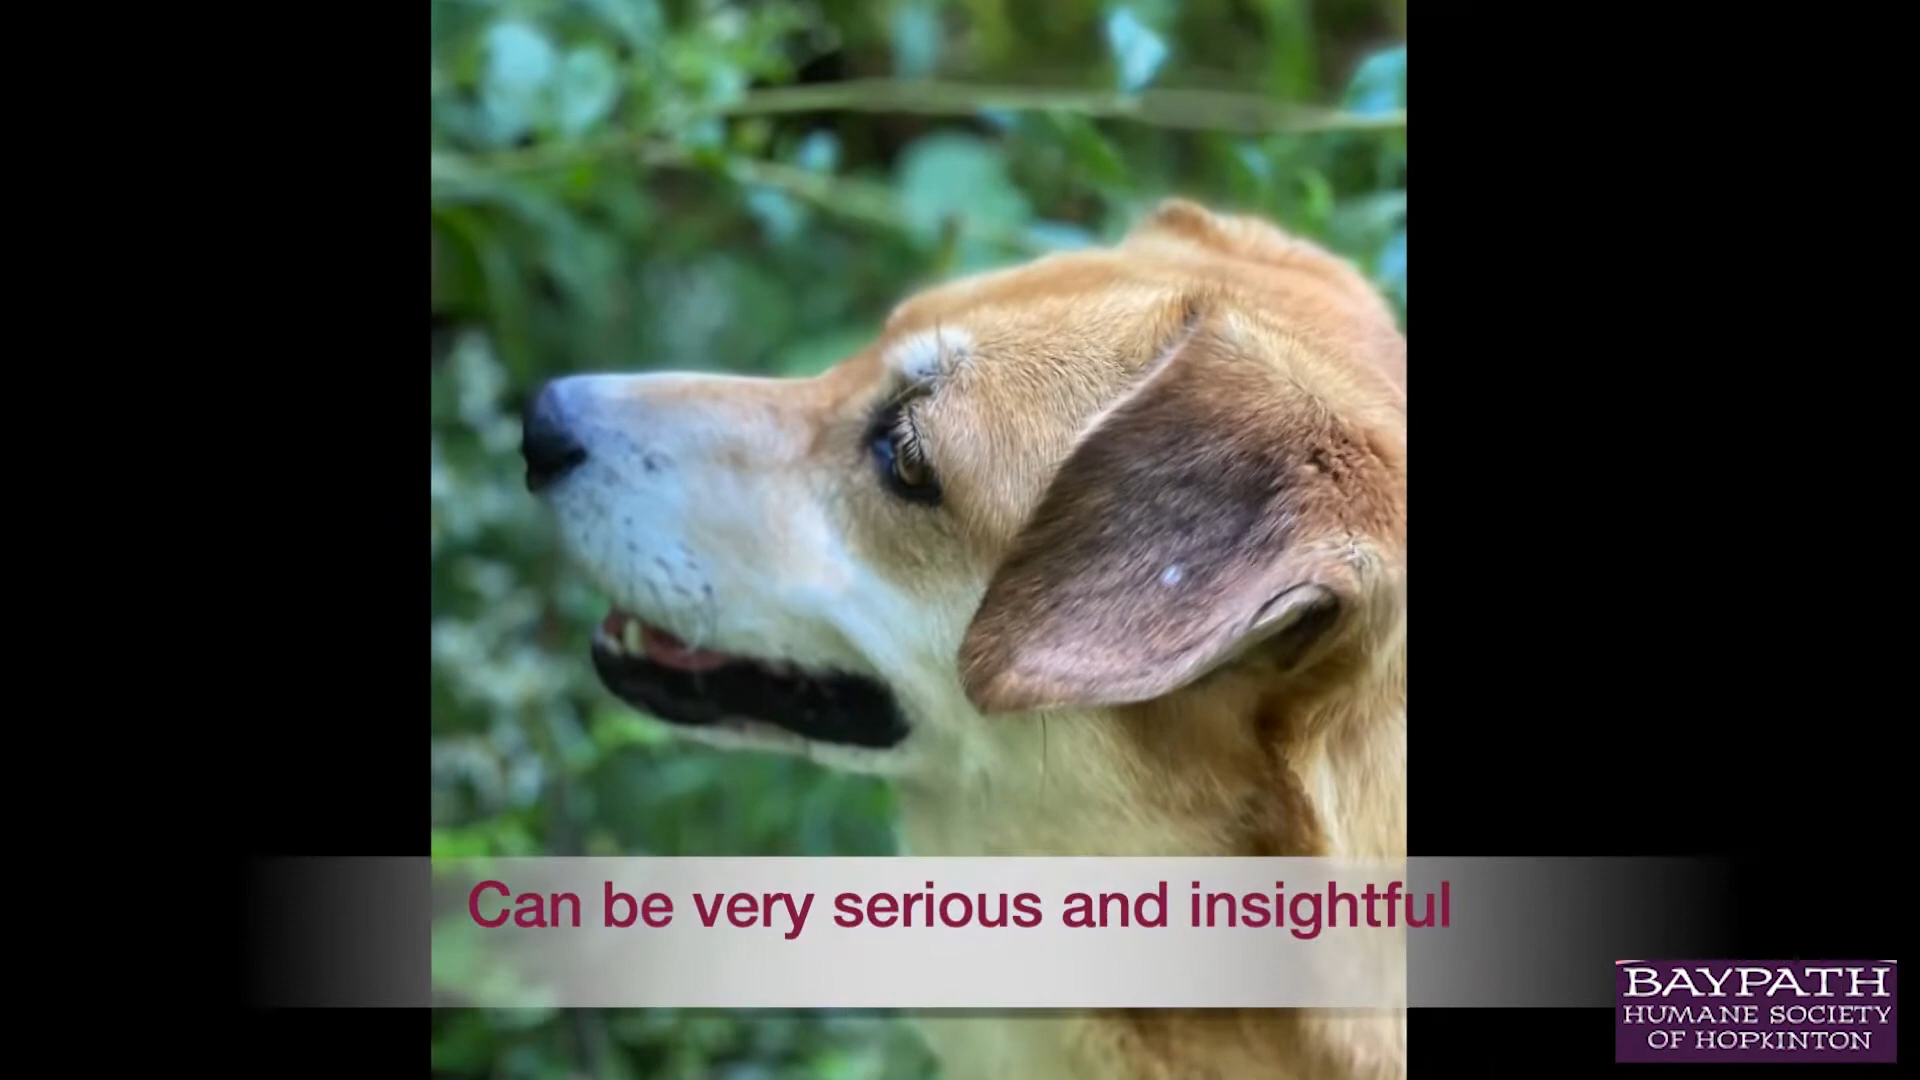 Can be very serious and insightful
BAYPATH
HUMANE SOCIETY
OF HOPKINTON